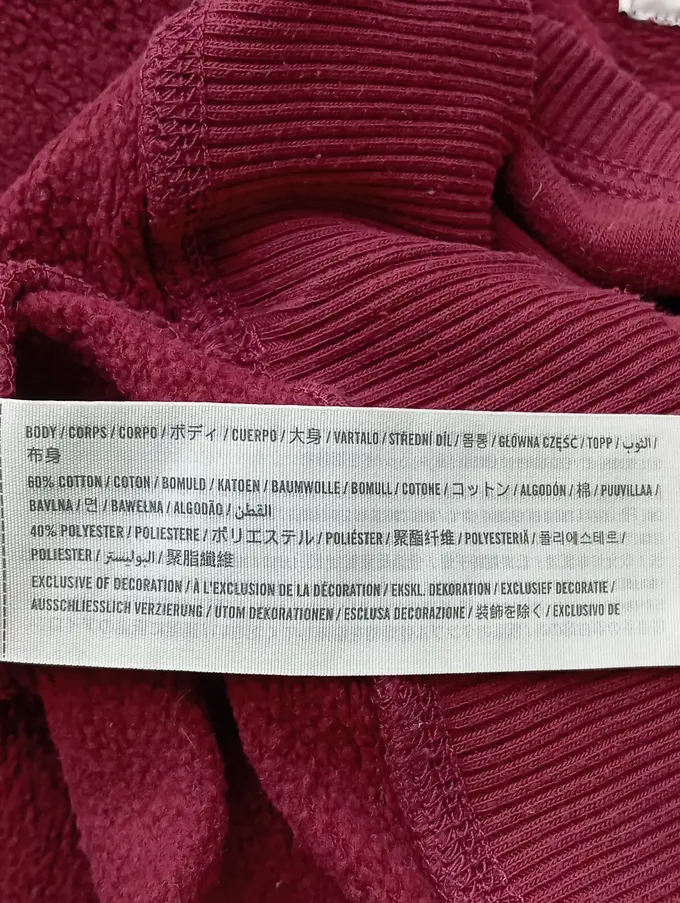 BODY / CORPS / CORPO / ボディ / CUERPO / 大身 / VARTALO / STŘEDNÍ DÍL / 몸통 / GŁÓWNA CZĘŚĆ / TOPP / الثوب /
布身
60% COTTON / COTON / BOMULD / KATOEN / BAUMWOLLE / BOMULL / COTONE / コットン / ALGODÓN / 棉 / PUUVILLAA /
BAVLNA / 면 / BAWEŁNA / ALGODÃO / القطن
40% POLYESTER / POLIESTERE / ポリエステル / POLIÉSTER / 聚酯纤维 / POLYESTERIÄ / 폴리에스테르 /
POLIESTER / البوليستر / 聚脂纖維
EXCLUSIVE OF DECORATION / À L'EXCLUSION DE LA DÉCORATION / EKSKL. DEKORATION / EXCLUSIEF DECORATIE /
AUSSCHLIESSLICH VERZIERUNG / UTOM DEKORATIONEN / ESCLUSA DECORAZIONE / 装飾を除く / EXCLUSIVO DE